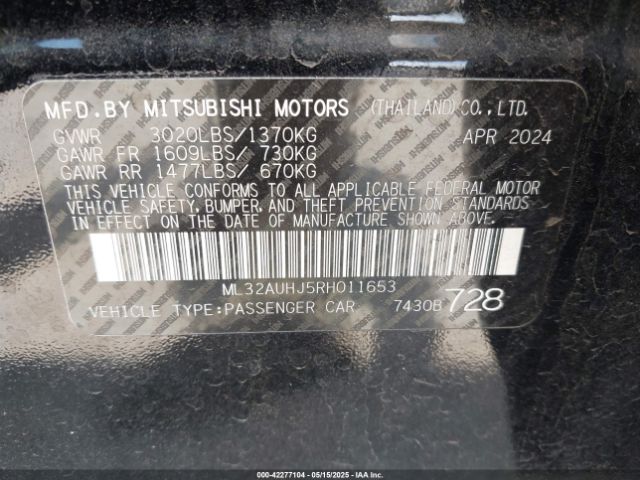 MFD.BY MITSUBISHI MOTORS (THAILAND)CO.,LTD.
GVWR 3020LBS/1370KG APR 2024
GAWR FR 1609LBS/ 730KG
GAWR RR 1477LBS/ 670KG
THIS VEHICLE CONFORMS TO ALL APPLICABLE FEDERAL MOTOR
VEHICLE SAFETY, BUMPER, AND THEFT PREVENTION STANDARDS
IN EFFECT ON THE DATE OF MANUFACTURE SHOWN ABOVE.
ML32AUHJ5RH011653
VEHICLE TYPE:PASSENGER CAR 7430B 728
000-42277104 - 05/15/2025 - IAA Inc.